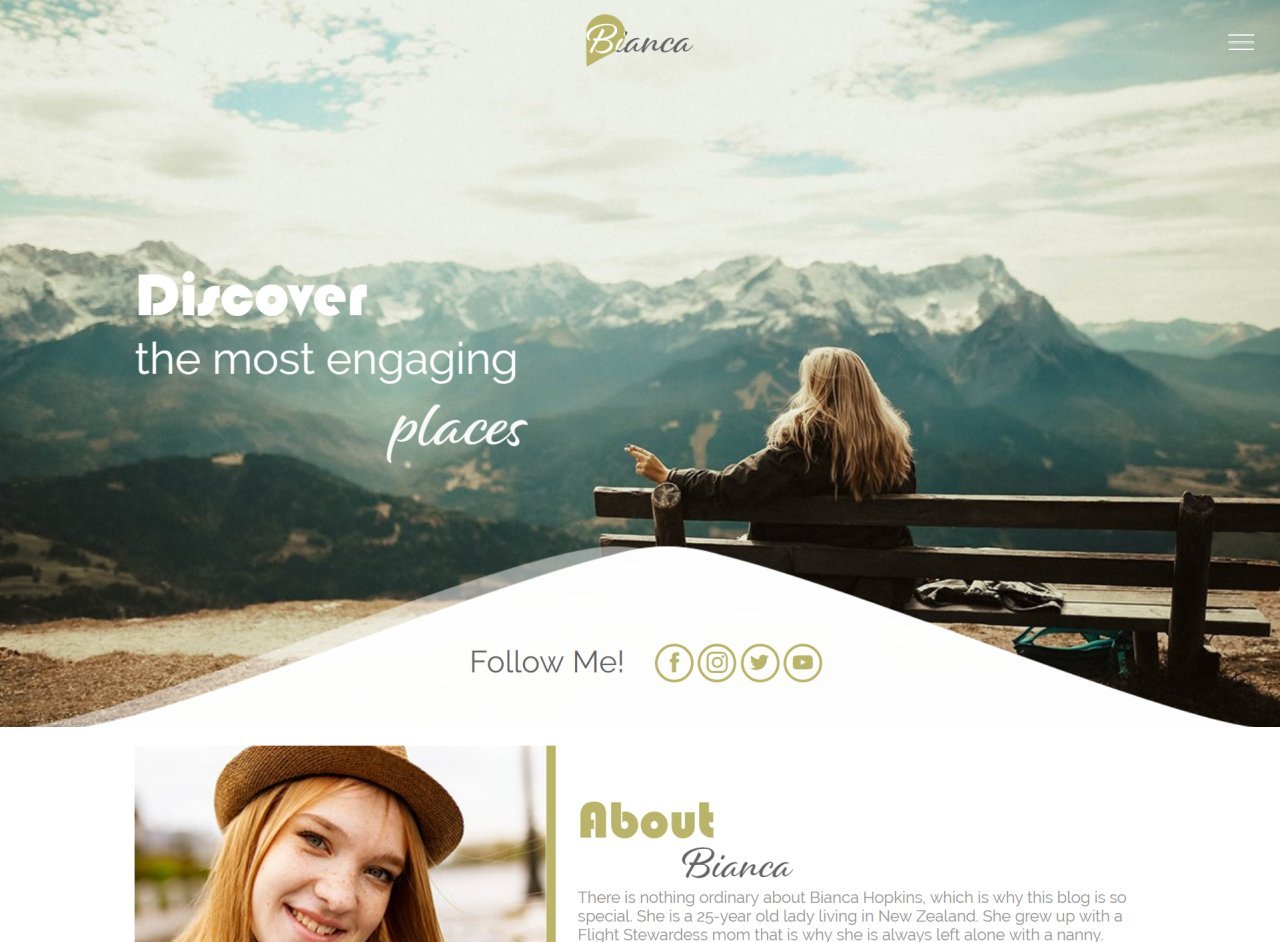 Bianca
Discover
the most engaging
places
Follow Me!
About
Bianca
There is nothing ordinary about Bianca Hopkins, which is why this blog is so
special. She is a 25-year old lady living in New Zealand. She grew up with a
Flight Stewardess mom that is why she is always left alone with a nanny.